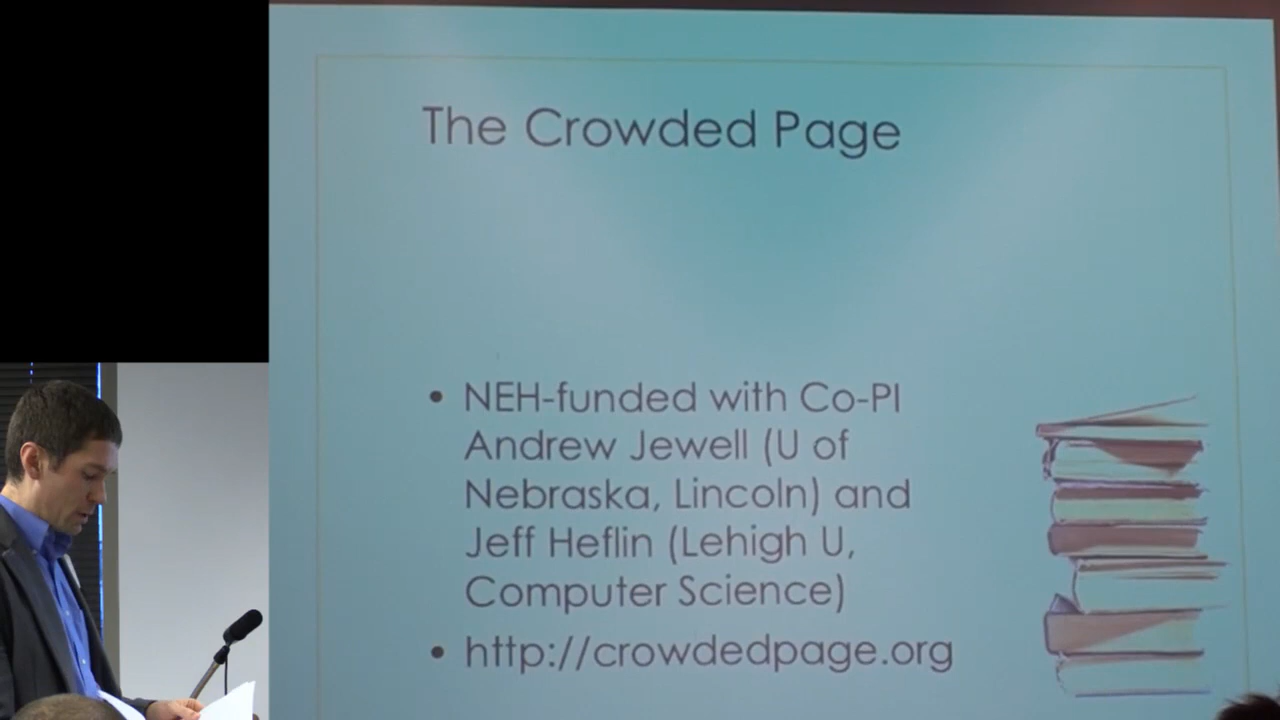 The Crowded Page
• NEH-funded with Co-PI
Andrew Jewell (U of
Nebraska, Lincoln) and
Jeff Heflin (Lehigh U,
Computer Science)
• http://crowdedpage.org